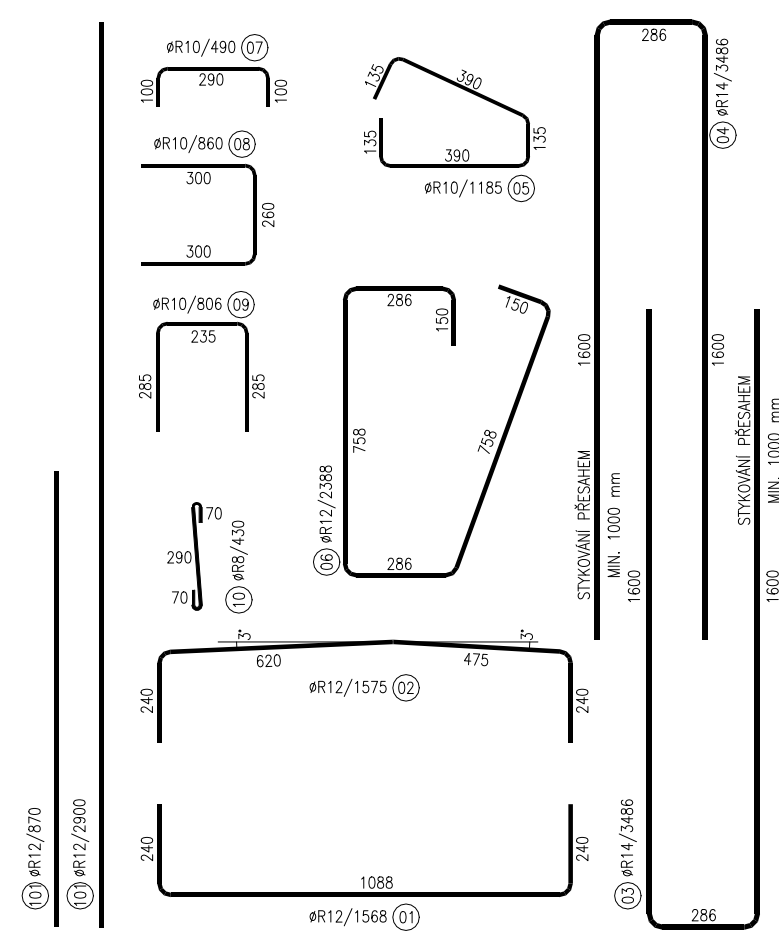 øR10/490 07
290
100
100
øR10/860 08
300
260
300
øR10/806 09
235
285
285
70
290
70
10 øR8/430
135
390
135
135
390
øR10/1185 05
286
150
150
758
758
286
06 øR12/2388
286
04 øR14/3486
1600
1600
STYKOVÁNÍ PŘESAHEM
MIN. 1000 mm
STYKOVÁNÍ PŘESAHEM
MIN. 1000 mm
1600
1600
03 øR14/3486
286
3°
3°
620
475
240
240
øR12/1575 02
240
240
1088
øR12/1568 01
101 øR12/870
101 øR12/2900